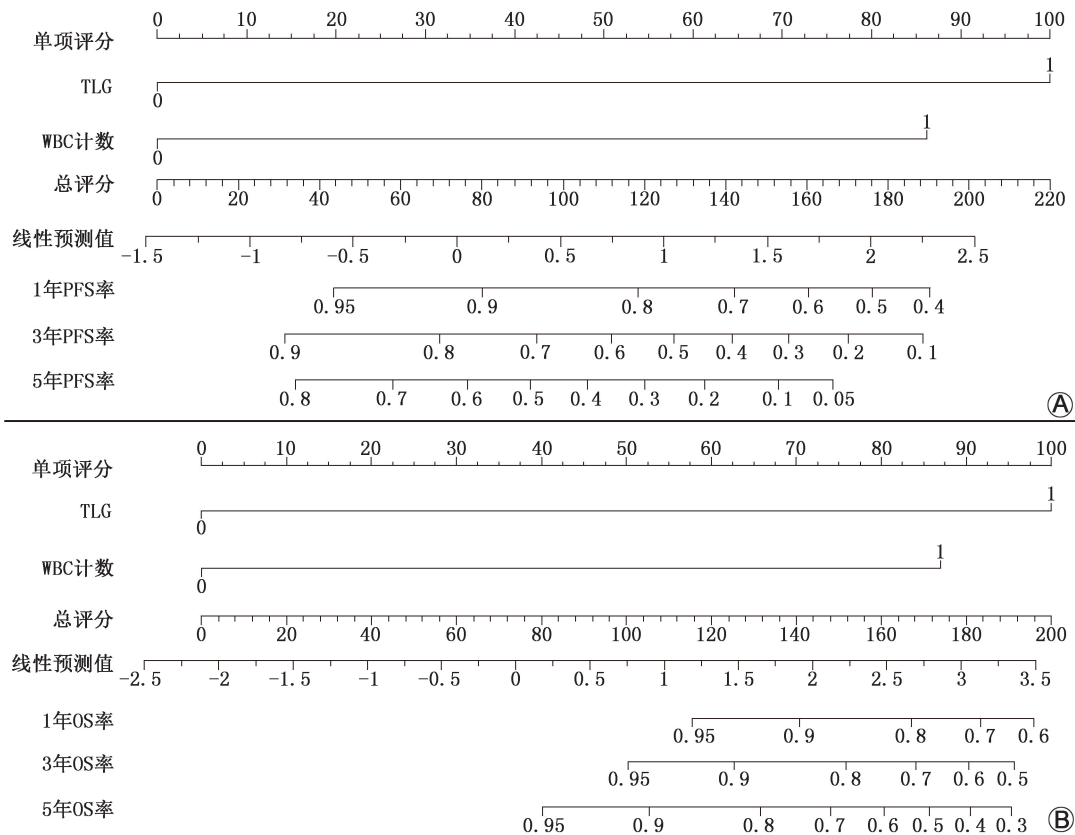 单项评分 0 10 20 30 40 50 60 70 80 90 100
TLG 0 1
WBC计数 0 1
总评分 0 20 40 60 80 100 120 140 160 180 200 220
线性预测值 -1.5 -1 -0.5 0 0.5 1 1.5 2 2.5
1年PFS率 0.95 0.9 0.8 0.7 0.6 0.5 0.4
3年PFS率 0.9 0.8 0.7 0.6 0.5 0.4 0.3 0.2 0.1
5年PFS率 0.8 0.7 0.6 0.5 0.4 0.3 0.2 0.1 0.05
A
单项评分 0 10 20 30 40 50 60 70 80 90 100
TLG 0 1
WBC计数 0 1
总评分 0 20 40 60 80 100 120 140 160 180 200
线性预测值 -2.5 -2 -1.5 -1 -0.5 0 0.5 1 1.5 2 2.5 3 3.5
1年OS率 0.95 0.9 0.8 0.7 0.6
3年OS率 0.95 0.9 0.8 0.7 0.6 0.5
5年OS率 0.95 0.9 0.8 0.7 0.6 0.5 0.4 0.3
B